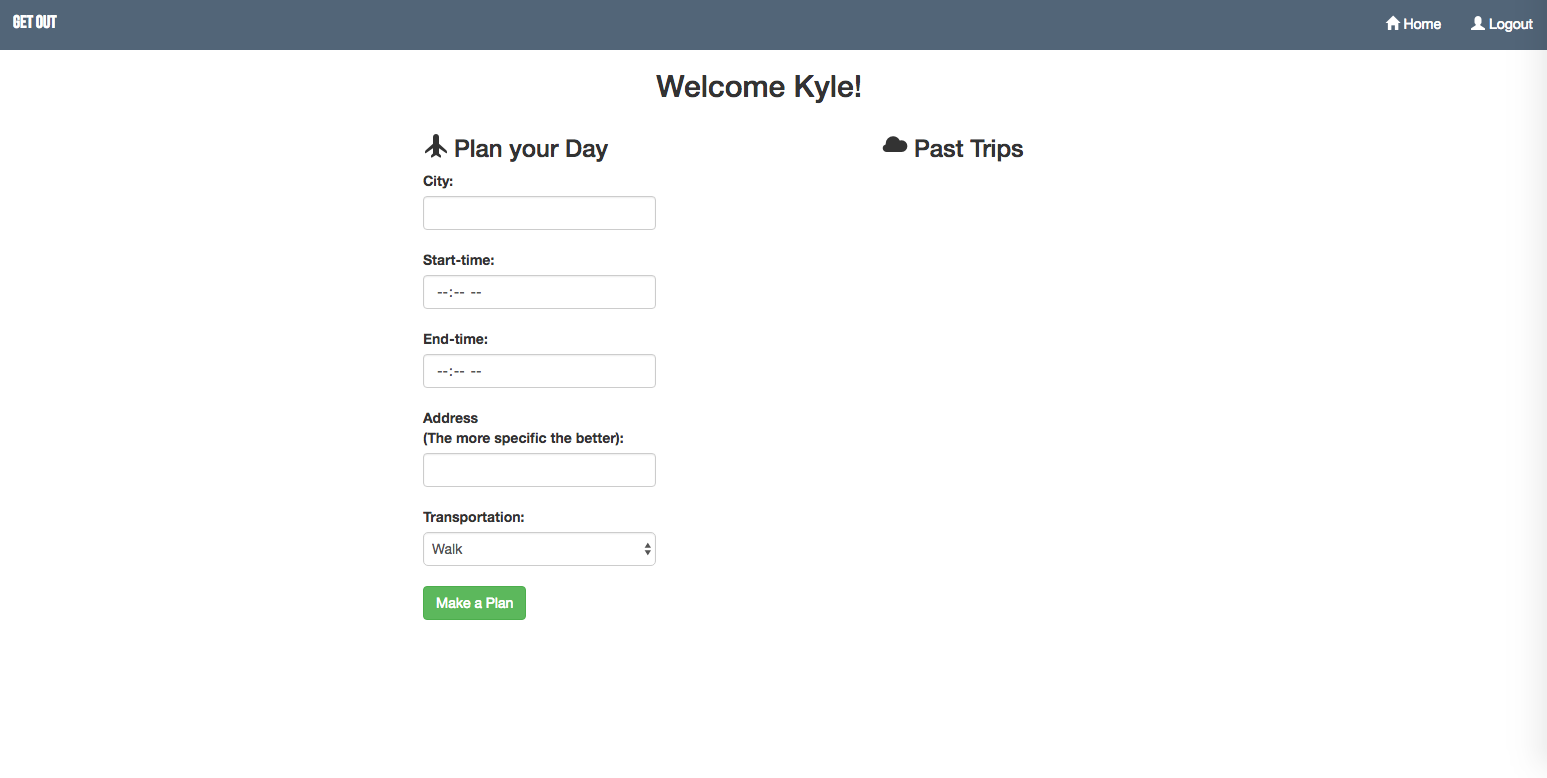 GET OUT
Home
Logout
Welcome Kyle!
Plan your Day
City:
Start-time:
--:-- --
End-time:
--:-- --
Address
(The more specific the better):
Transportation:
Walk
Make a Plan
Past Trips